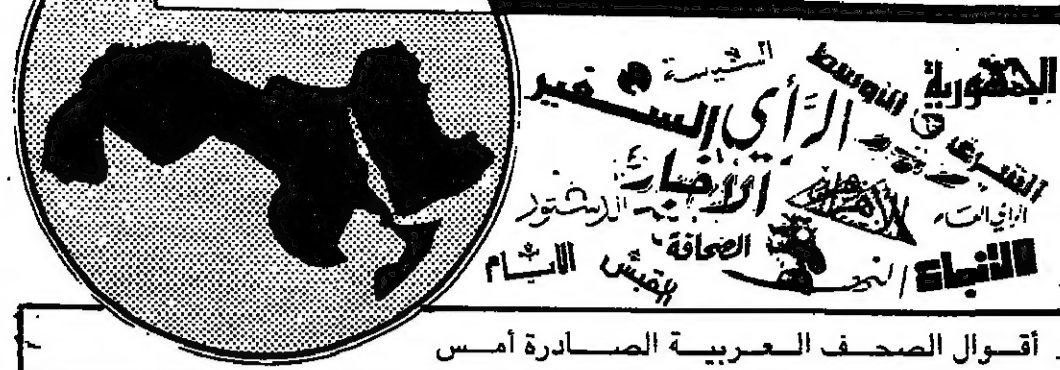 الجمهورية
الشرق الأوسط
السياسة
السفير
الرأي
الأخبار
الأهرام
الرأي العام
الدستور
الصحافة
الأنباء
النهار
القبس
الأيام
أقوال الصحف العربية الصادرة أمس